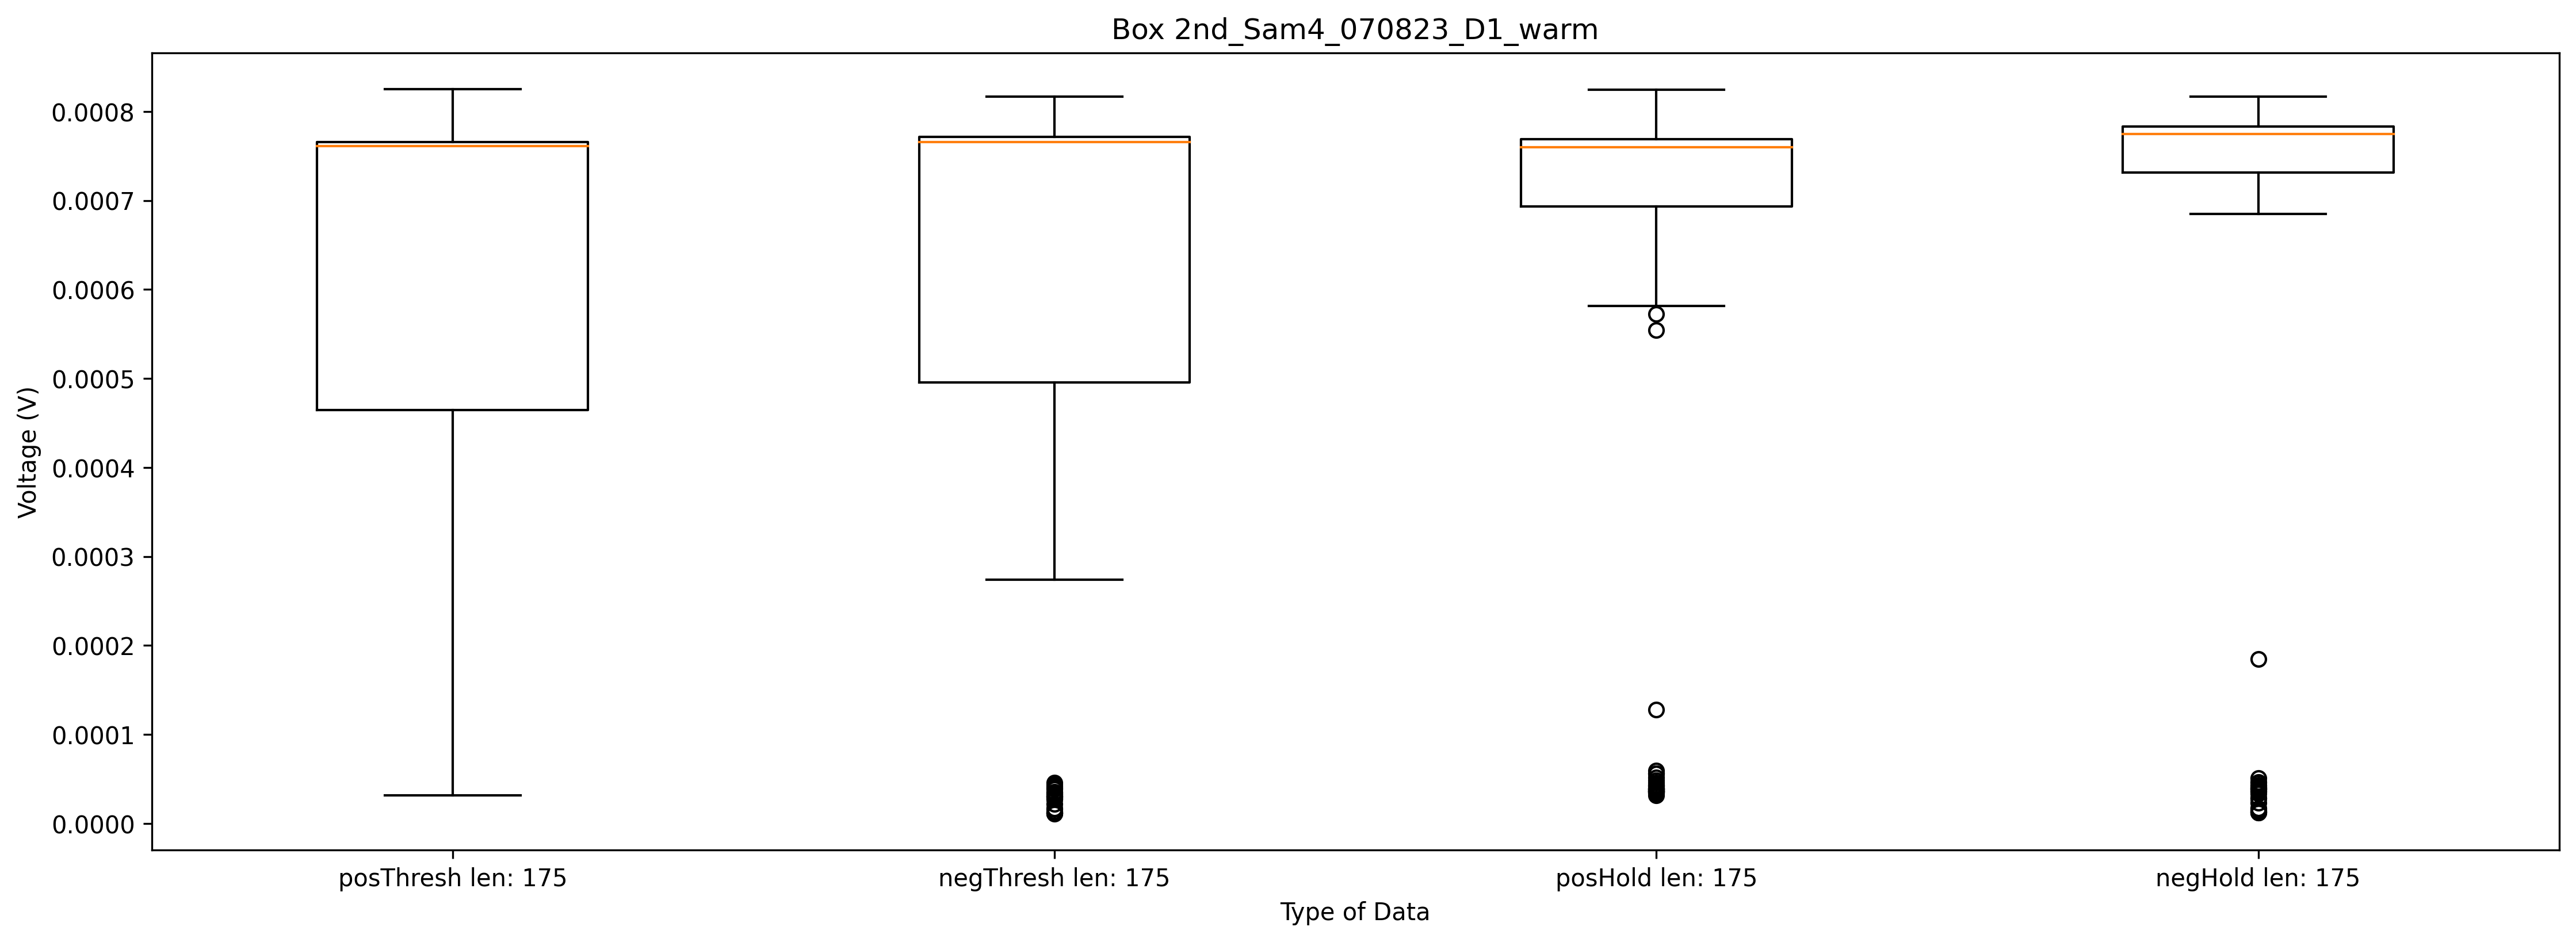 Box 2nd_Sam4_070823_D1_warm
Voltage (V)
0.0008
0.0007
0.0006
0.0005
0.0004
0.0003
0.0002
0.0001
0.0000
posThresh len: 175
negThresh len: 175
posHold len: 175
negHold len: 175
Type of Data